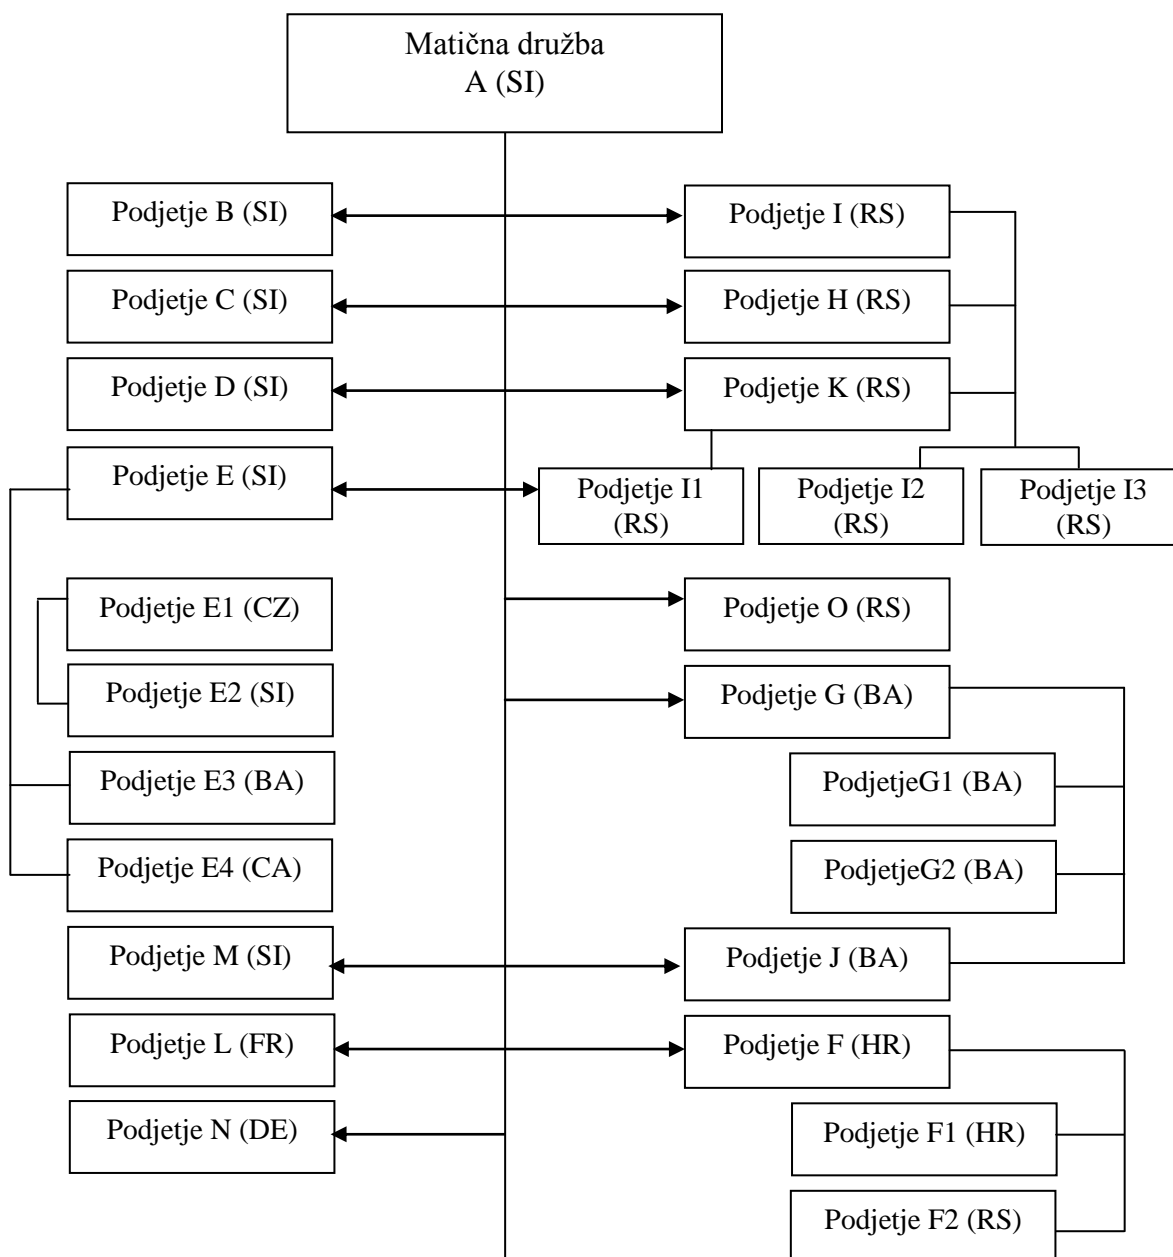 Matična družba
A (SI)
Podjetje B (SI)
Podjetje I (RS)
Podjetje C (SI)
Podjetje H (RS)
Podjetje D (SI)
Podjetje K (RS)
Podjetje E (SI)
Podjetje I1
(RS)
Podjetje I2
(RS)
Podjetje I3
(RS)
Podjetje E1 (CZ)
Podjetje O (RS)
Podjetje E2 (SI)
Podjetje G (BA)
Podjetje E3 (BA)
PodjetjeG1 (BA)
Podjetje E4 (CA)
PodjetjeG2 (BA)
Podjetje M (SI)
Podjetje J (BA)
Podjetje L (FR)
Podjetje F (HR)
Podjetje N (DE)
Podjetje F1 (HR)
Podjetje F2 (RS)